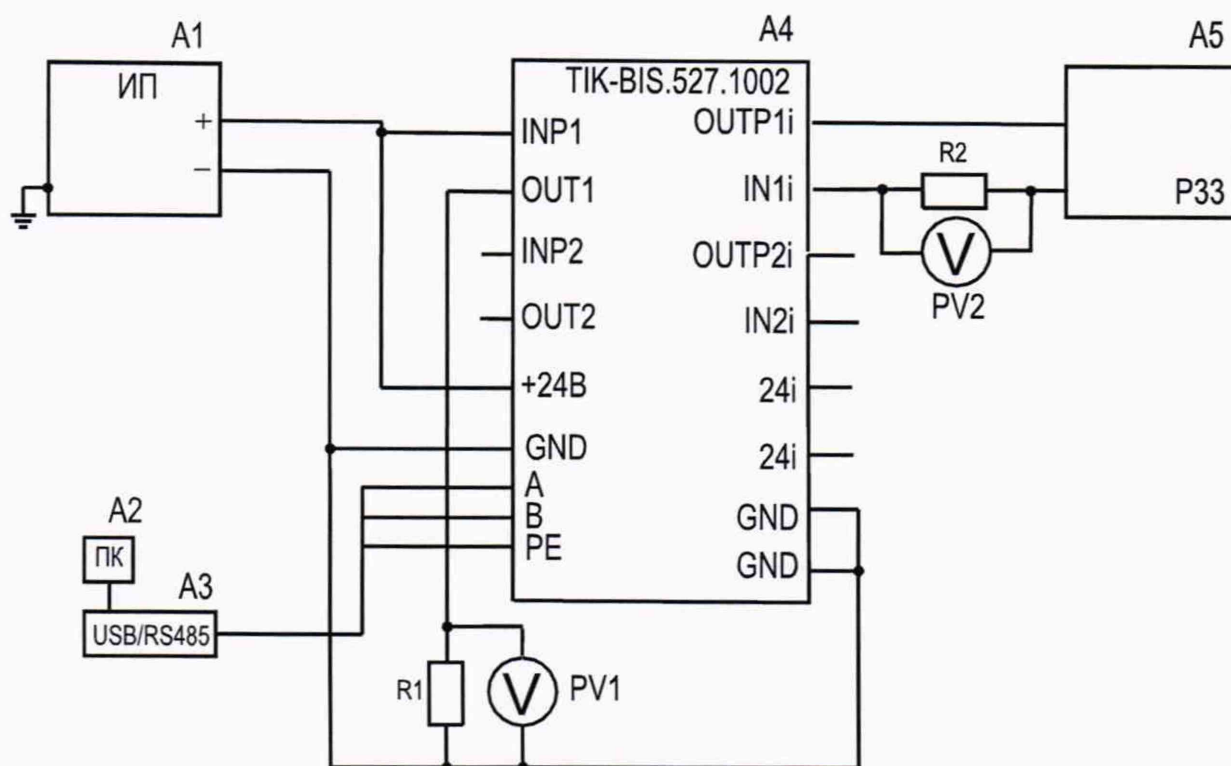 A1
ИП
+
−
A4
TIK-BIS.527.1002
INP1
OUT1
INP2
OUT2
+24В
GND
A
B
PE
OUTP1i
IN1i
OUTP2i
IN2i
24i
24i
GND
GND
A5
P33
R2
V
PV2
A2
ПК
A3
USB/RS485
R1
V
PV1